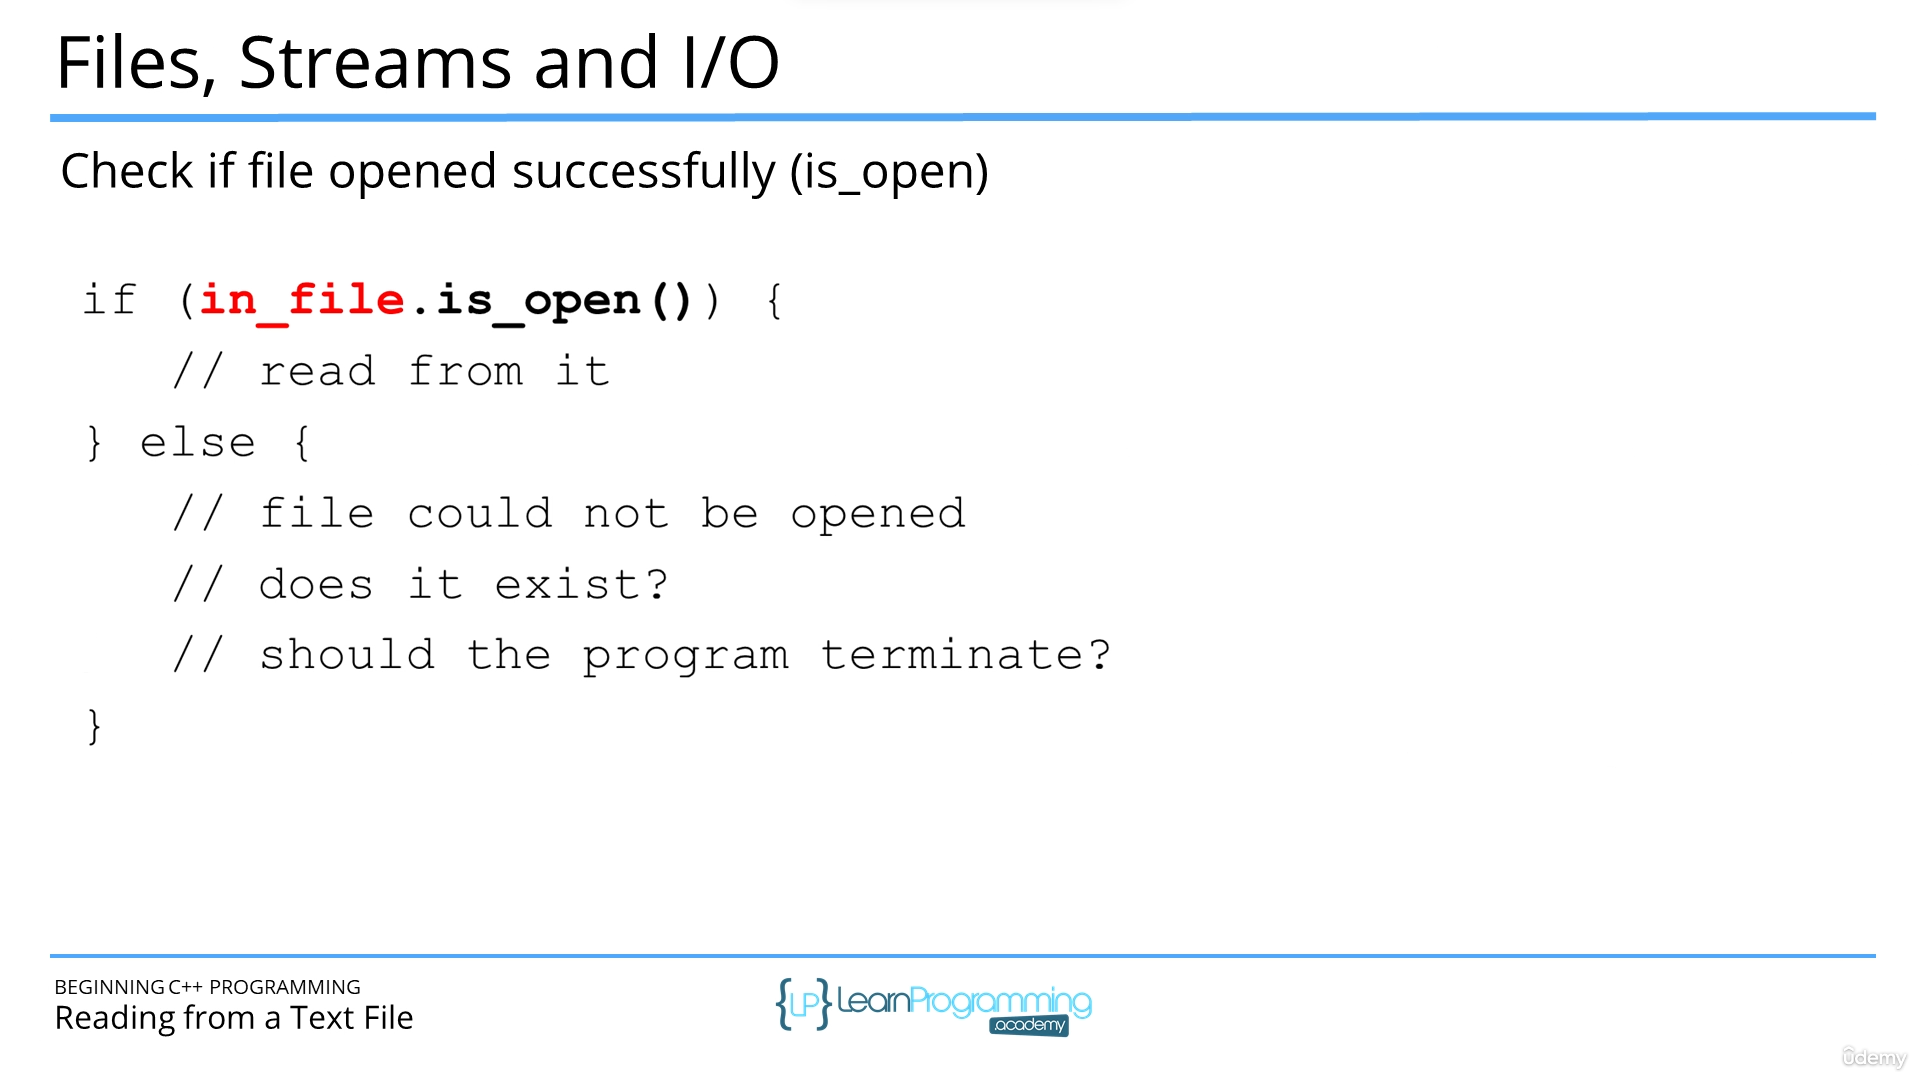 Files, Streams and I/O
Check if file opened successfully (is_open)
if (in_file.is_open()) {
   // read from it
} else {
   // file could not be opened
   // does it exist?
   // should the program terminate?
}
BEGINNING C++ PROGRAMMING
Reading from a Text File
{LP} LearnProgramming
.academy
ûdemy